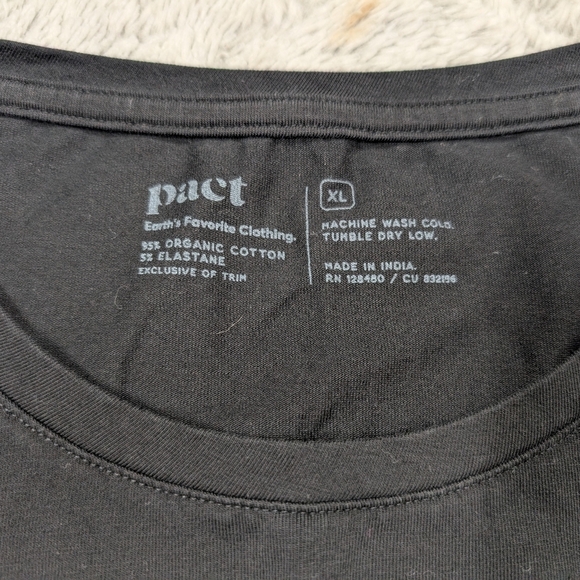 pact
Earth's Favorite Clothing.
95% ORGANIC COTTON
5% ELASTANE
EXCLUSIVE OF TRIM
XL
MACHINE WASH COLD.
TUMBLE DRY LOW.
MADE IN INDIA.
RN 128480 / CU 832196